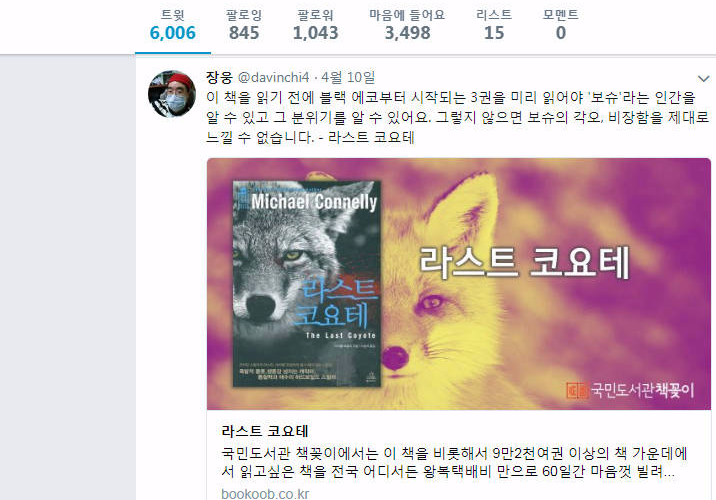 트윗 팔로잉 팔로워 마음에 들어요 리스트 모멘트
6,006 845 1,043 3,498 15 0
장웅 @davinchi4 · 4월 10일
이 책을 읽기 전에 블랙 에코부터 시작되는 3권을 미리 읽어야 '보슈'라는 인간을
알 수 있고 그 분위기를 알 수 있어요. 그렇지 않으면 보슈의 각오, 비장함을 제대로
느낄 수 없습니다. - 라스트 코요테
Michael Connelly
라스트
코요테
The Last Coyote
라스트 코요테
국민도서관 책꽂이
라스트 코요테
국민도서관 책꽂이에서는 이 책을 비롯해서 9만2천여권 이상의 책 가운데에
서 읽고싶은 책을 전국 어디서든 왕복택배비 만으로 60일간 마음껏 빌려...
bookoob.co.kr